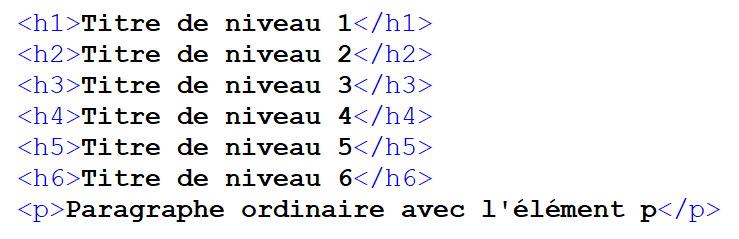 <h1>Titre de niveau 1</h1>
<h2>Titre de niveau 2</h2>
<h3>Titre de niveau 3</h3>
<h4>Titre de niveau 4</h4>
<h5>Titre de niveau 5</h5>
<h6>Titre de niveau 6</h6>
<p>Paragraphe ordinaire avec l'élément p</p>